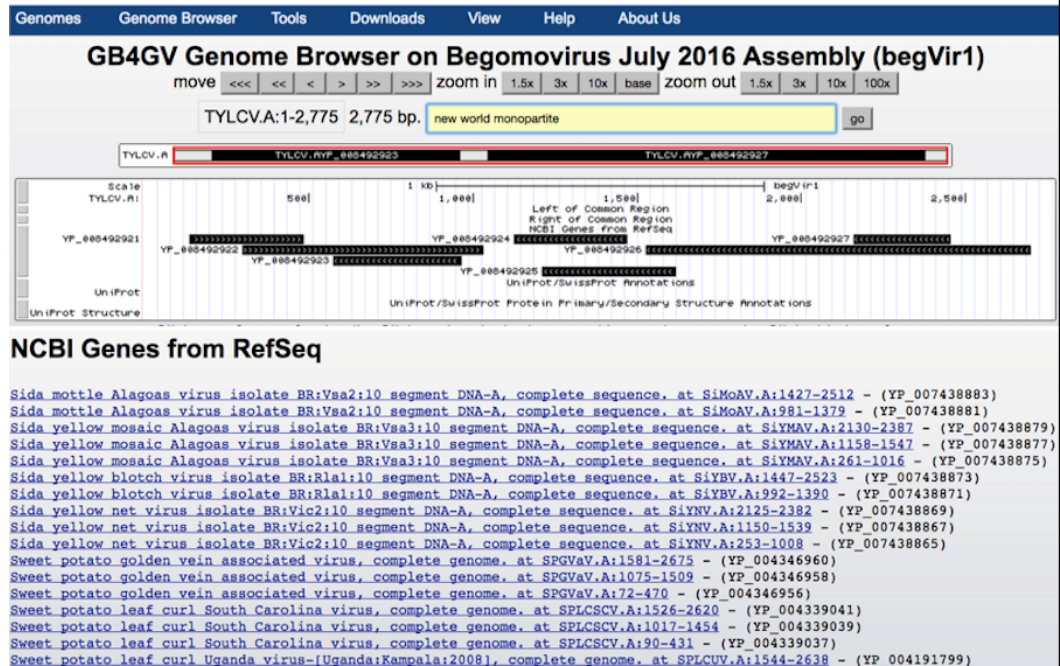 Genomes Genome Browser Tools Downloads View Help About Us
GB4GV Genome Browser on Begomovirus July 2016 Assembly (begVir1)
move <<< << < > >> >>> zoom in 1.5x 3x 10x base zoom out 1.5x 3x 10x 100x
TYLCV.A:1-2,775 2,775 bp. new world monopartite go
TYLCV.A TYLCV.AYP_008492923 TYLCV.AYP_008492927
Scale 1 kb begVir1
TYLCV.A: 500 1,000 1,500 2,000 2,500
Left of Common Region
Right of Common Region
NCBI Genes from RefSeq
YP_008492921 YP_008492924 YP_008492927
YP_008492922 YP_008492926
YP_008492923
YP_008492925
UniProt/SwissProt Annotations
UniProt
UniProt/SwissProt Protein Primary/Secondary Structure Annotations
UniProt Structure
NCBI Genes from RefSeq
Sida mottle Alagoas virus isolate BR:Vsa2:10 segment DNA-A, complete sequence. at SiMoAV.A:1427-2512 - (YP_007438883)
Sida mottle Alagoas virus isolate BR:Vsa2:10 segment DNA-A, complete sequence. at SiMoAV.A:981-1379 - (YP_007438881)
Sida yellow mosaic Alagoas virus isolate BR:Vsa3:10 segment DNA-A, complete sequence. at SiYMAV.A:2130-2387 - (YP_007438879)
Sida yellow mosaic Alagoas virus isolate BR:Vsa3:10 segment DNA-A, complete sequence. at SiYMAV.A:1158-1547 - (YP_007438877)
Sida yellow mosaic Alagoas virus isolate BR:Vsa3:10 segment DNA-A, complete sequence. at SiYMAV.A:261-1016 - (YP_007438875)
Sida yellow blotch virus isolate BR:Rla1:10 segment DNA-A, complete sequence. at SiYBV.A:1447-2523 - (YP_007438873)
Sida yellow blotch virus isolate BR:Rla1:10 segment DNA-A, complete sequence. at SiYBV.A:992-1390 - (YP_007438871)
Sida yellow net virus isolate BR:Vic2:10 segment DNA-A, complete sequence. at SiYNV.A:2125-2382 - (YP_007438869)
Sida yellow net virus isolate BR:Vic2:10 segment DNA-A, complete sequence. at SiYNV.A:1150-1539 - (YP_007438867)
Sida yellow net virus isolate BR:Vic2:10 segment DNA-A, complete sequence. at SiYNV.A:253-1008 - (YP_007438865)
Sweet potato golden vein associated virus, complete genome. at SPGVaV.A:1581-2675 - (YP_004346960)
Sweet potato golden vein associated virus, complete genome. at SPGVaV.A:1075-1509 - (YP_004346958)
Sweet potato golden vein associated virus, complete genome. at SPGVaV.A:72-470 - (YP_004346956)
Sweet potato leaf curl South Carolina virus, complete genome. at SPLCSCV.A:1526-2620 - (YP_004339041)
Sweet potato leaf curl South Carolina virus, complete genome. at SPLCSCV.A:1017-1454 - (YP_004339039)
Sweet potato leaf curl South Carolina virus, complete genome. at SPLCSCV.A:90-431 - (YP_004339037)
Sweet potato leaf curl Uganda virus-[Uganda:Kampala:2008], complete genome. at SPLCUV.A:1544-2638 - (YP_004191799)